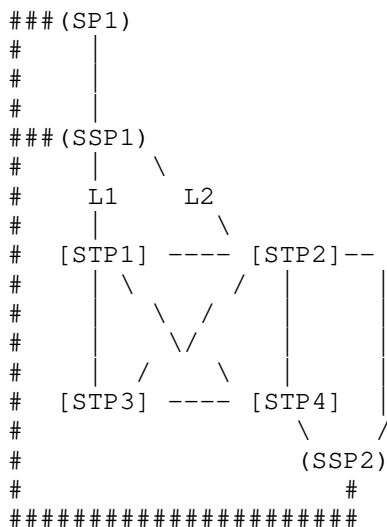 ###(SP1)
#    |
#    |
#    |
###(SSP1)
#    |   \
#    L1    L2
#    |       \
#  [STP1] ---- [STP2]--
#    | \     /  |     |
#    |  \   /   |     |
#    |   \ /    |     |
#    |    \/    |     |
#    |  /    \  |     |
#  [STP3] ---- [STP4] |
#               \    /
#               (SSP2)
#                  #
######################